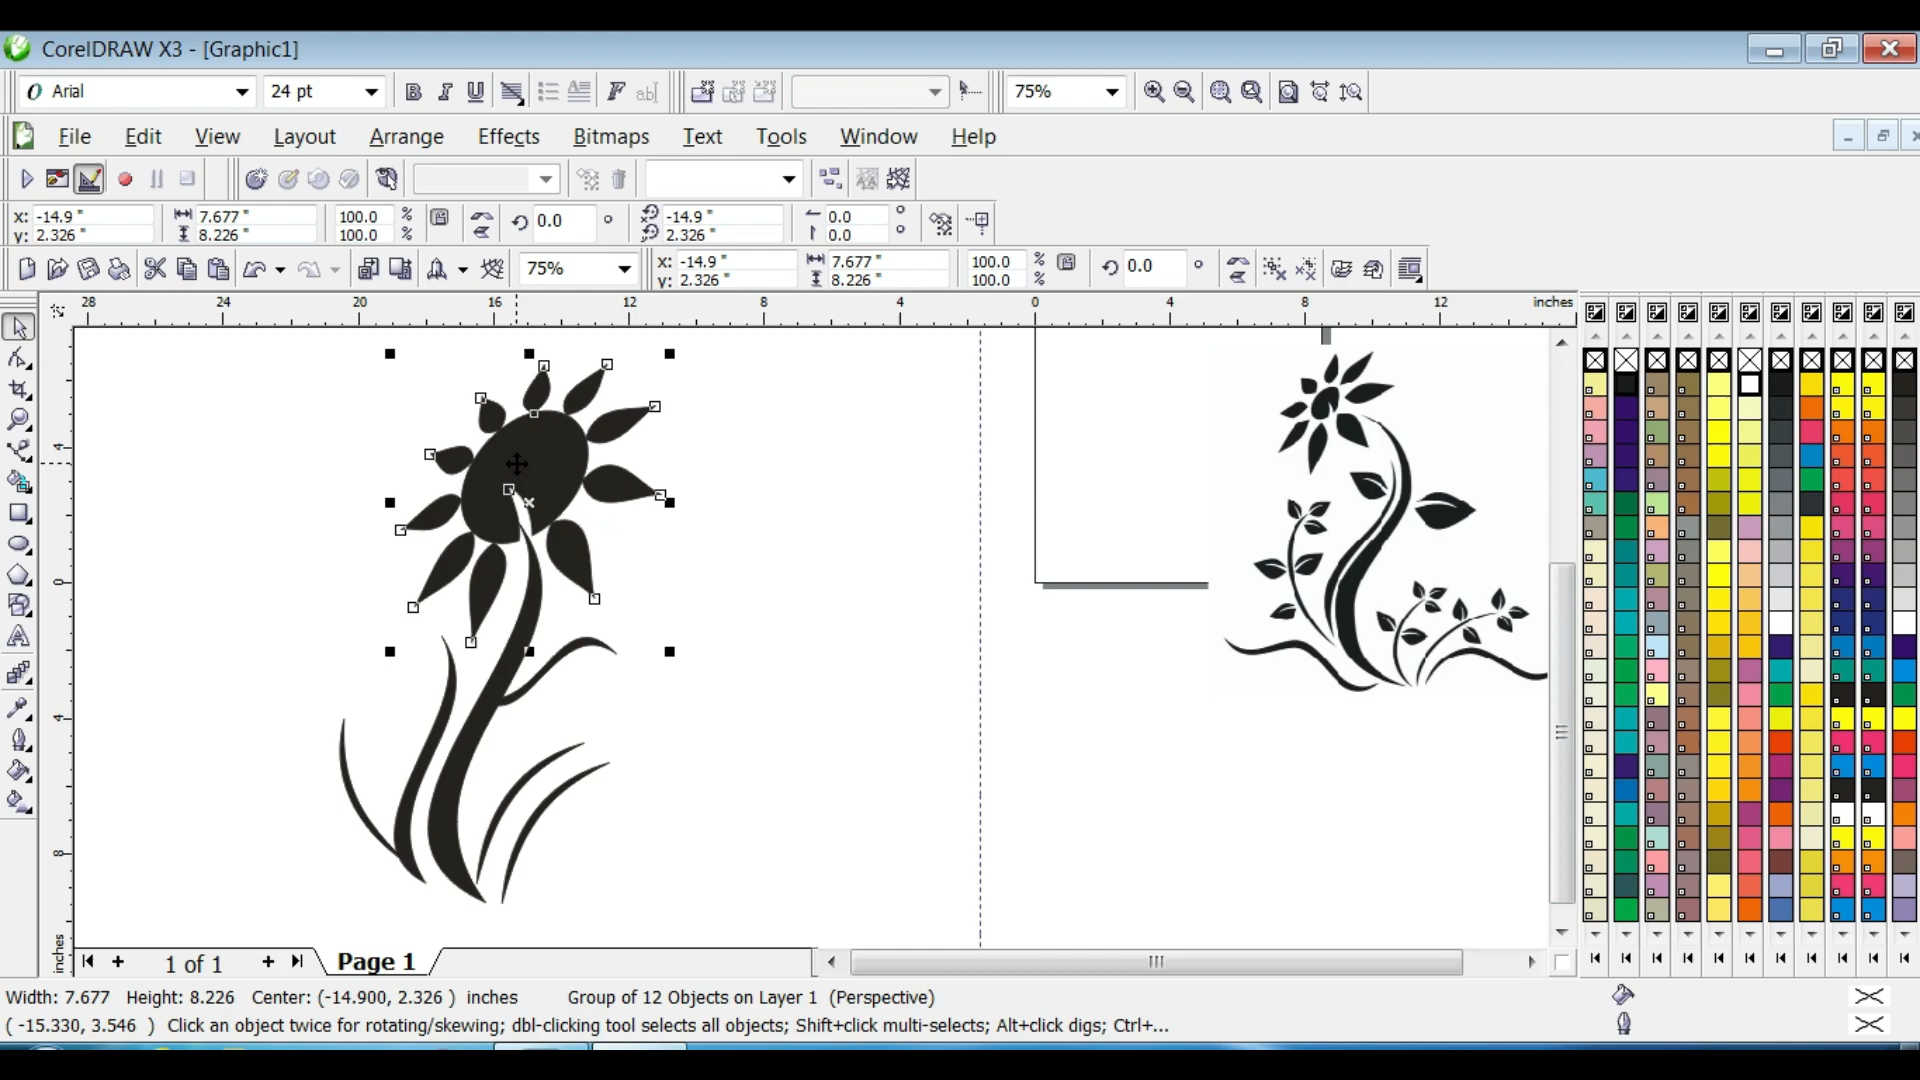 CorelDRAW X3 - [Graphic1]
Arial 24 pt B I U F ab 75%
File Edit View Layout Arrange Effects Bitmaps Text Tools Window Help
x: -14.9 " 7.677 " 100.0 % 0.0 ° -14.9 " 0.0 °
y: 2.326 " 8.226 " 100.0 % 2.326 " 0.0 °
75% x: -14.9 " 7.677 " 100.0 % 0.0 °
y: 2.326 " 8.226 " 100.0 %
28 24 20 16 12 8 4 0 4 8 12 inches
4
0
4
8
inches
1 of 1 Page 1
Width: 7.677 Height: 8.226 Center: (-14.900, 2.326 ) inches Group of 12 Objects on Layer 1 (Perspective)
( -15.330, 3.546 ) Click an object twice for rotating/skewing; dbl-clicking tool selects all objects; Shift+click multi-selects; Alt+click digs; Ctrl+...